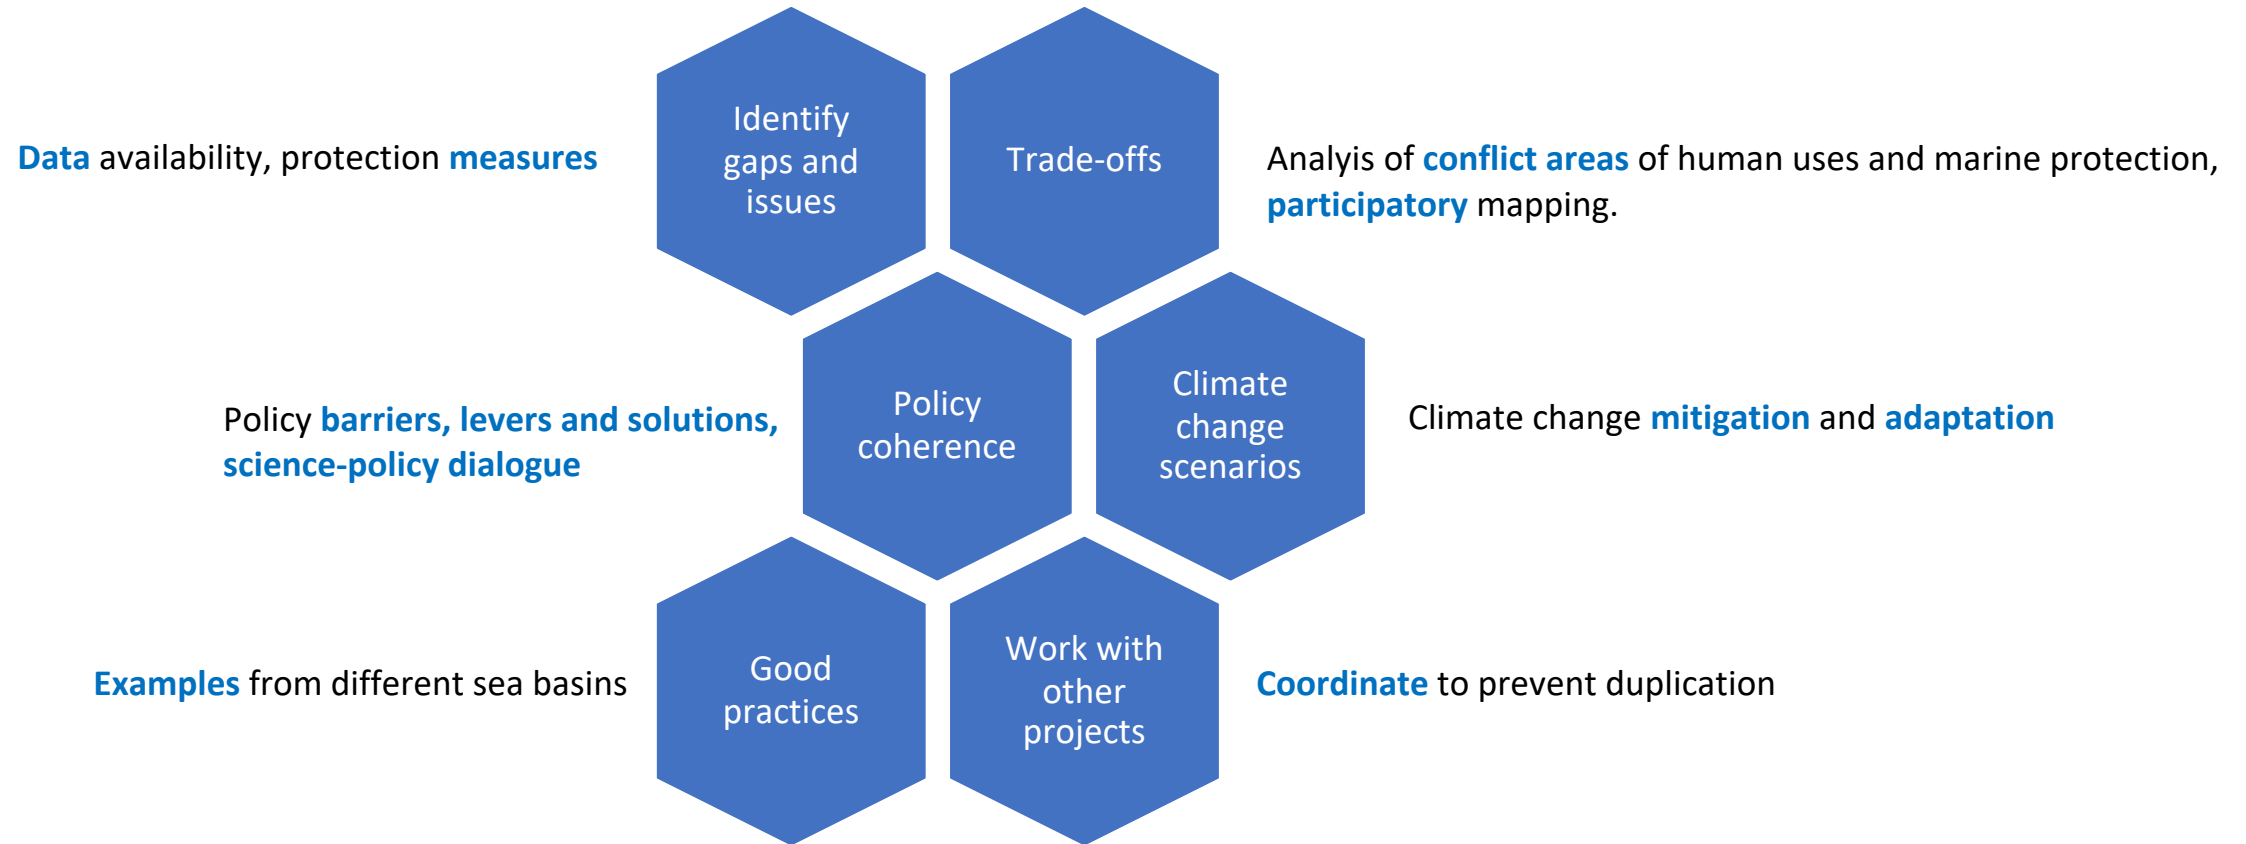 Data availability, protection measures
Identify
gaps and
issues
Trade-offs
Analyis of conflict areas of human uses and marine protection,
participatory mapping.
Policy barriers, levers and solutions,
science-policy dialogue
Policy
coherence
Climate
change
scenarios
Climate change mitigation and adaptation
Examples from different sea basins
Good
practices
Work with
other
projects
Coordinate to prevent duplication